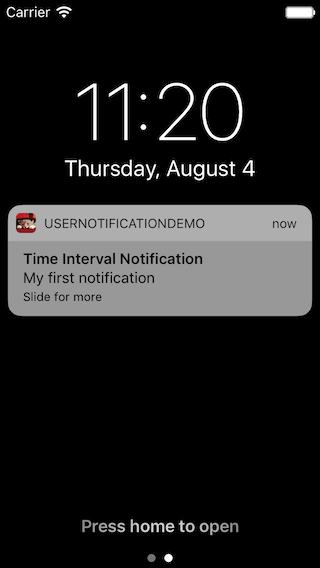 Carrier
11:20
Thursday, August 4
USERNOTIFICATIONDEMO now
Time Interval Notification
My first notification
Slide for more
Press home to open